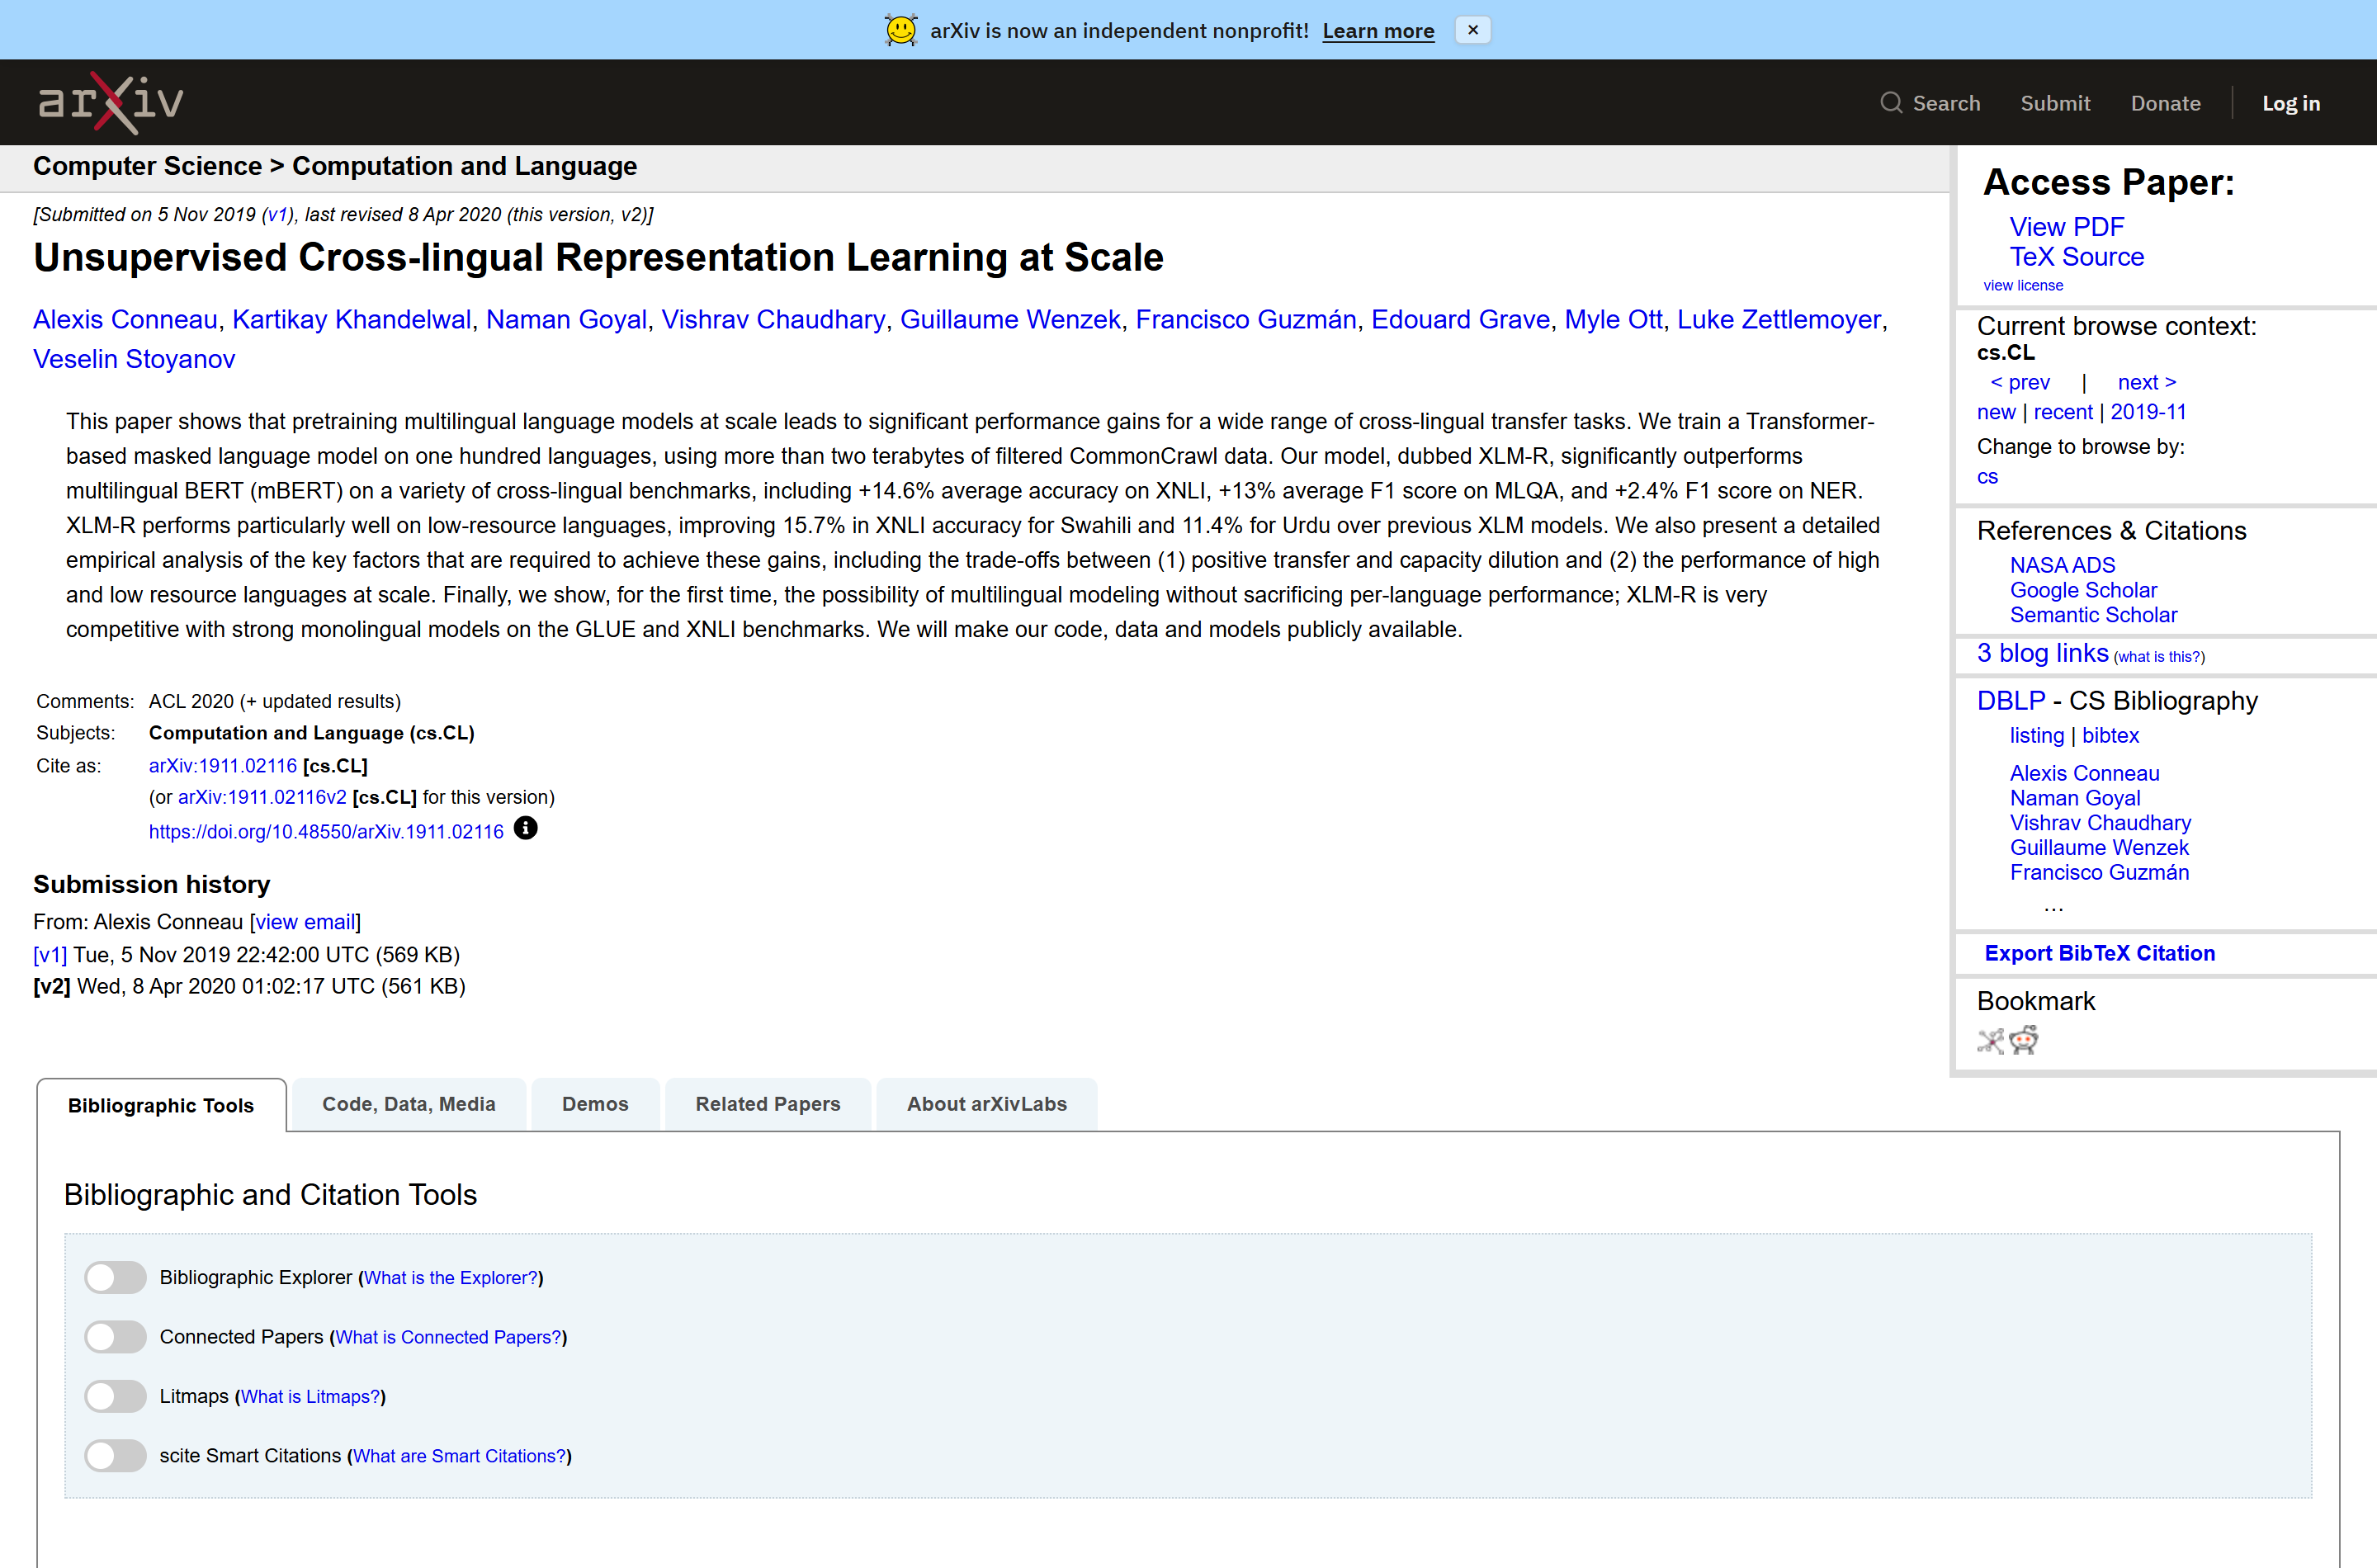 arXiv is now an independent nonprofit! Learn more ×
arXiv
Search Submit Donate Log in
Computer Science > Computation and Language
[Submitted on 5 Nov 2019 (v1), last revised 8 Apr 2020 (this version, v2)]
Unsupervised Cross-lingual Representation Learning at Scale
Alexis Conneau, Kartikay Khandelwal, Naman Goyal, Vishrav Chaudhary, Guillaume Wenzek, Francisco Guzmán, Edouard Grave, Myle Ott, Luke Zettlemoyer,
Veselin Stoyanov
This paper shows that pretraining multilingual language models at scale leads to significant performance gains for a wide range of cross-lingual transfer tasks. We train a Transformer-
based masked language model on one hundred languages, using more than two terabytes of filtered CommonCrawl data. Our model, dubbed XLM-R, significantly outperforms
multilingual BERT (mBERT) on a variety of cross-lingual benchmarks, including +14.6% average accuracy on XNLI, +13% average F1 score on MLQA, and +2.4% F1 score on NER.
XLM-R performs particularly well on low-resource languages, improving 15.7% in XNLI accuracy for Swahili and 11.4% for Urdu over previous XLM models. We also present a detailed
empirical analysis of the key factors that are required to achieve these gains, including the trade-offs between (1) positive transfer and capacity dilution and (2) the performance of high
and low resource languages at scale. Finally, we show, for the first time, the possibility of multilingual modeling without sacrificing per-language performance; XLM-R is very
competitive with strong monolingual models on the GLUE and XNLI benchmarks. We will make our code, data and models publicly available.
Comments: ACL 2020 (+ updated results)
Subjects: Computation and Language (cs.CL)
Cite as: arXiv:1911.02116 [cs.CL]
(or arXiv:1911.02116v2 [cs.CL] for this version)
https://doi.org/10.48550/arXiv.1911.02116
Submission history
From: Alexis Conneau [view email]
[v1] Tue, 5 Nov 2019 22:42:00 UTC (569 KB)
[v2] Wed, 8 Apr 2020 01:02:17 UTC (561 KB)
Access Paper:
View PDF
TeX Source
view license
Current browse context:
cs.CL
< prev | next >
new | recent | 2019-11
Change to browse by:
cs
References & Citations
NASA ADS
Google Scholar
Semantic Scholar
3 blog links (what is this?)
DBLP - CS Bibliography
listing | bibtex
Alexis Conneau
Naman Goyal
Vishrav Chaudhary
Guillaume Wenzek
Francisco Guzmán
...
Export BibTeX Citation
Bookmark
Bibliographic Tools Code, Data, Media Demos Related Papers About arXivLabs
Bibliographic and Citation Tools
Bibliographic Explorer (What is the Explorer?)
Connected Papers (What is Connected Papers?)
Litmaps (What is Litmaps?)
scite Smart Citations (What are Smart Citations?)